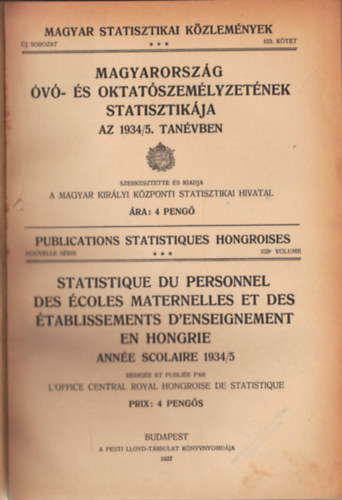 MAGYAR STATISZTIKAI KÖZLEMÉNYEK
ÚJ SOROZAT * * * 103. KÖTET
MAGYARORSZÁG
ÓVÓ- ÉS OKTATÓSZEMÉLYZETÉNEK
STATISZTIKÁJA
AZ 1934/5. TANÉVBEN
SZERKESZTETTE ÉS KIADJA
A MAGYAR KIRÁLYI KÖZPONTI STATISZTIKAI HIVATAL
ÁRA: 4 PENGŐ
PUBLICATIONS STATISTIQUES HONGROISES
NOUVELLE SÉRIE * * * 103e VOLUME
STATISTIQUE DU PERSONNEL
DES ÉCOLES MATERNELLES ET DES
ÉTABLISSEMENTS D'ENSEIGNEMENT
EN HONGRIE
ANNÉE SCOLAIRE 1934/5
RÉDIGÉE ET PUBLIÉE PAR
L'OFFICE CENTRAL ROYAL HONGROISE DE STATISTIQUE
PRIX: 4 PENGŐS
BUDAPEST
A PESTI LLOYD-TÁRSULAT KÖNYVNYOMDÁJA
1937